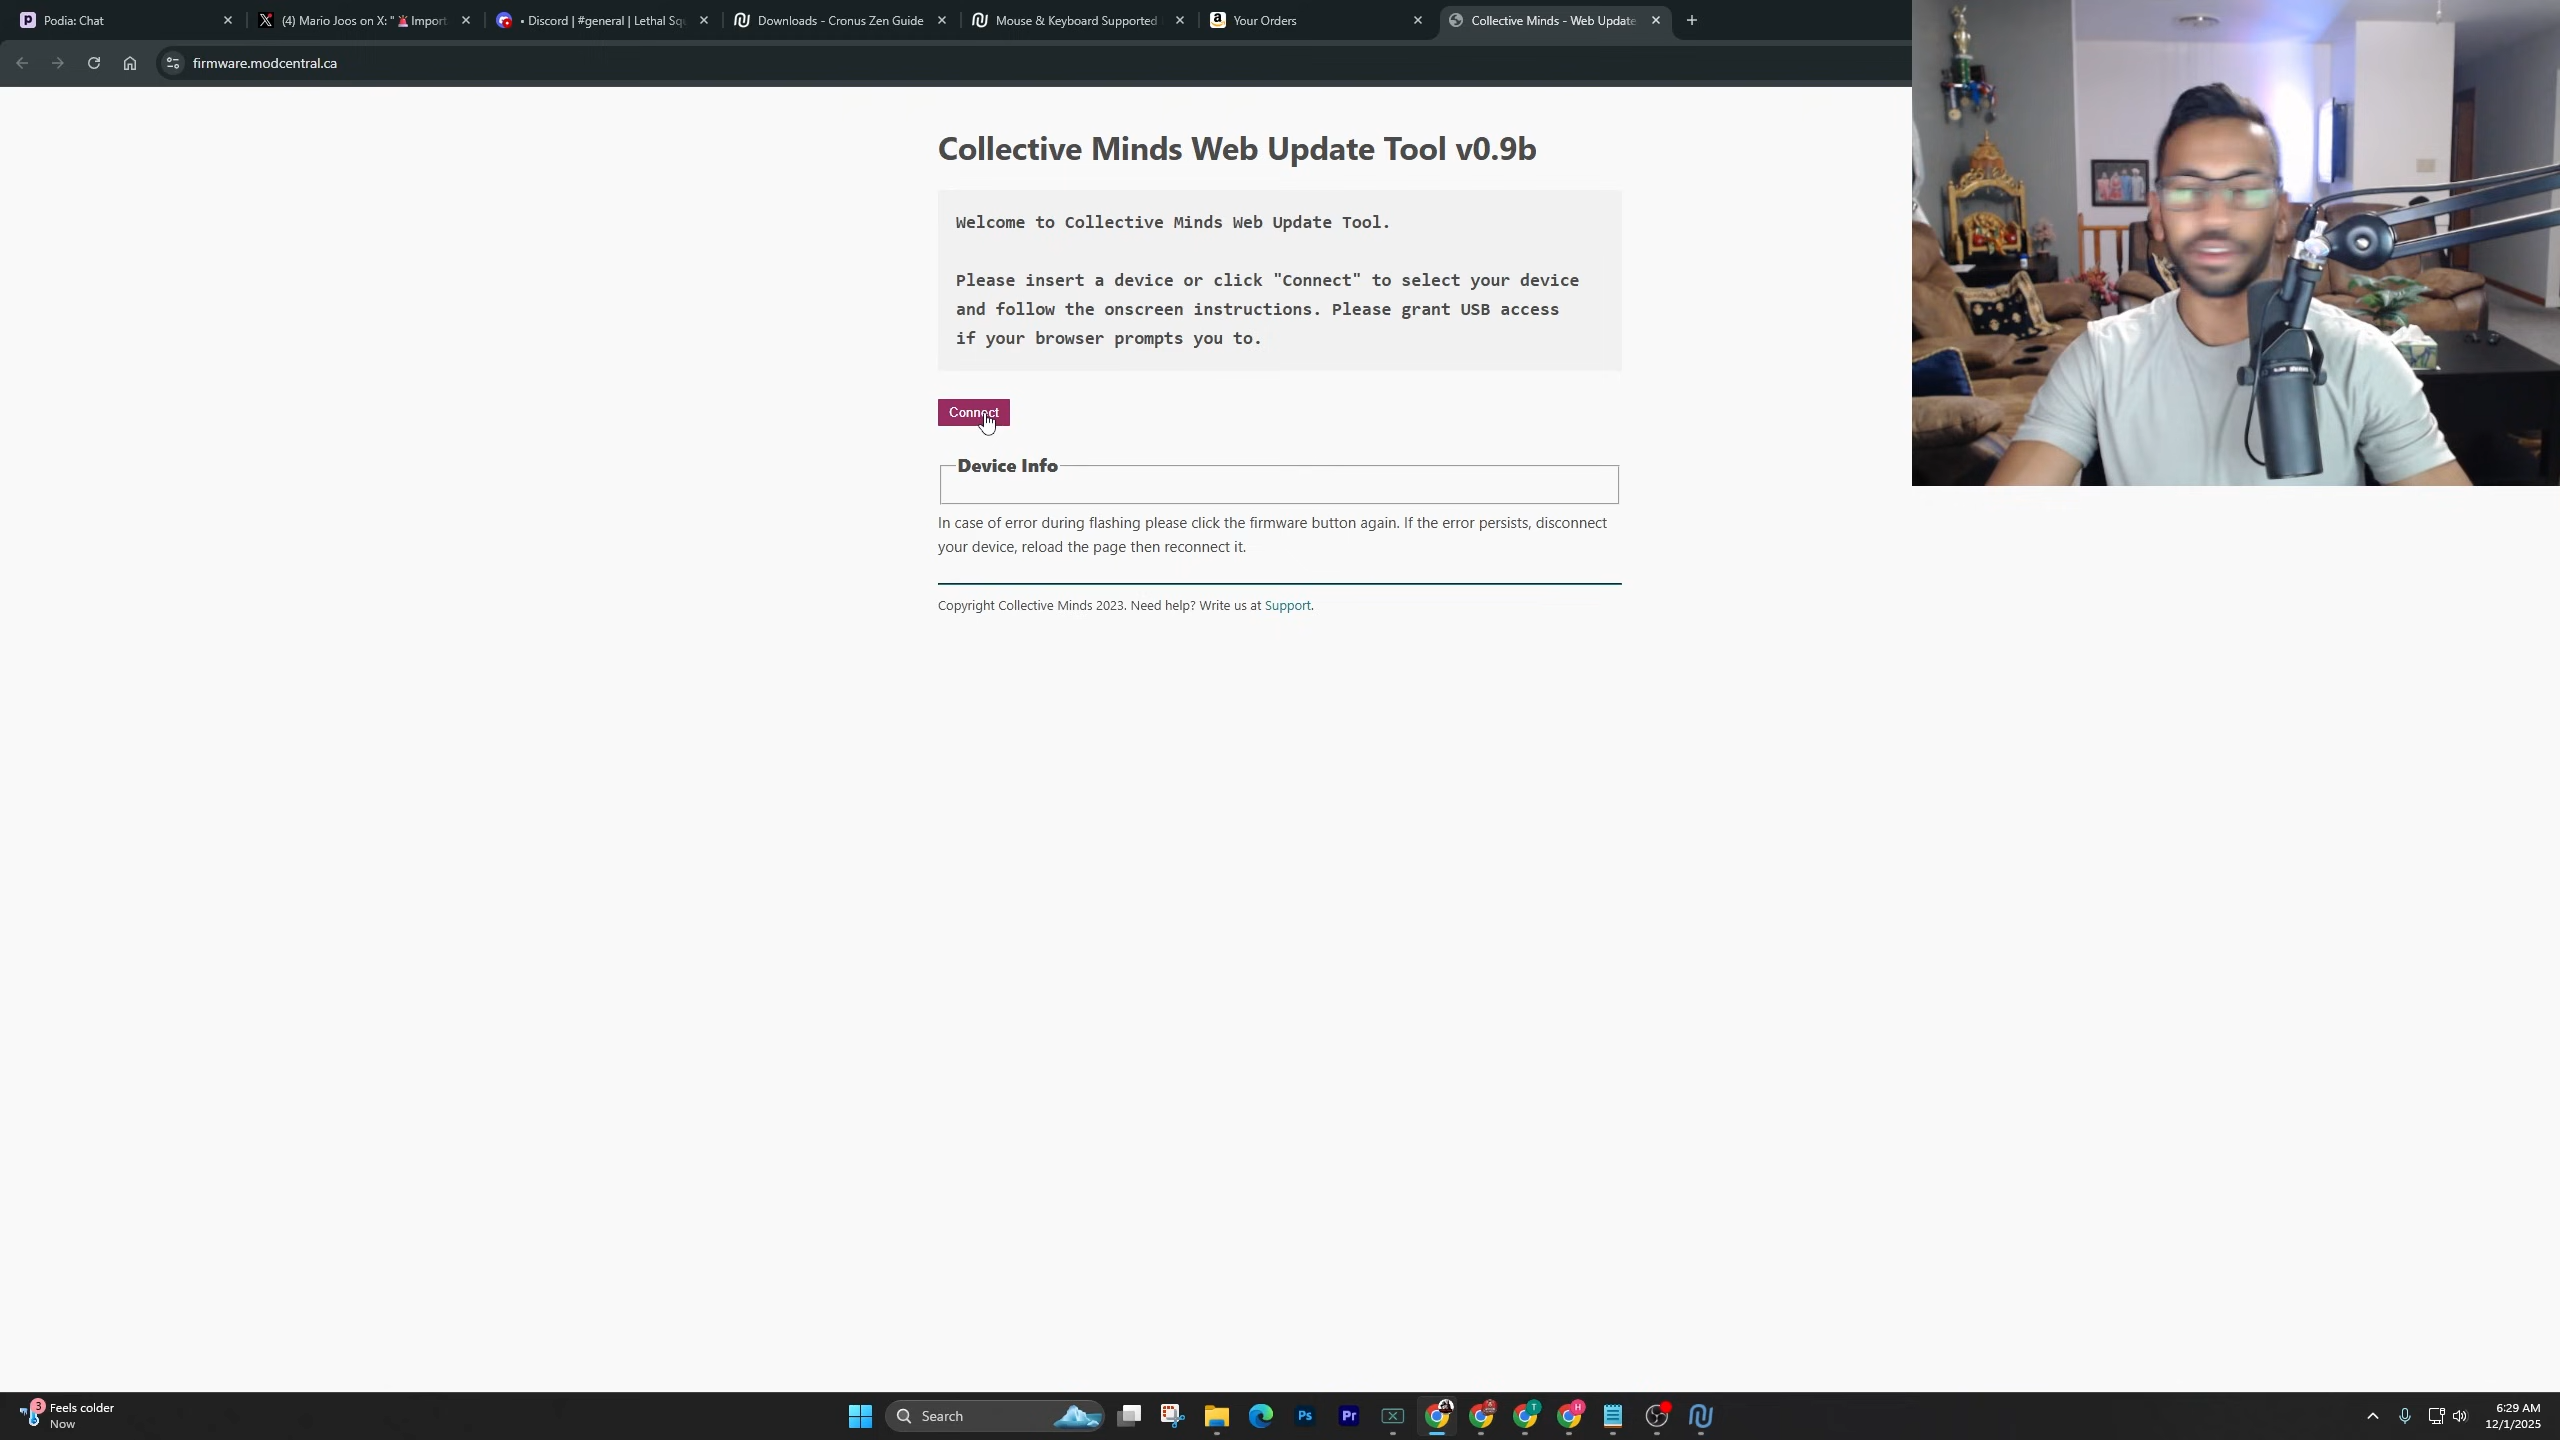 Podia: Chat
(4) Mario Joos on X: "🚨Import
• Discord | #general | Lethal Squ
Downloads - Cronus Zen Guide
Mouse & Keyboard Supported
Your Orders
Collective Minds - Web Update
firmware.modcentral.ca
Collective Minds Web Update Tool v0.9b
Welcome to Collective Minds Web Update Tool.
Please insert a device or click "Connect" to select your device
and follow the onscreen instructions. Please grant USB access
if your browser prompts you to.
Connect
Device Info
In case of error during flashing please click the firmware button again. If the error persists, disconnect
your device, reload the page then reconnect it.
Copyright Collective Minds 2023. Need help? Write us at Support.
3
Feels colder
Now
Search
Ps
Pr
T
H
6:29 AM
12/1/2025